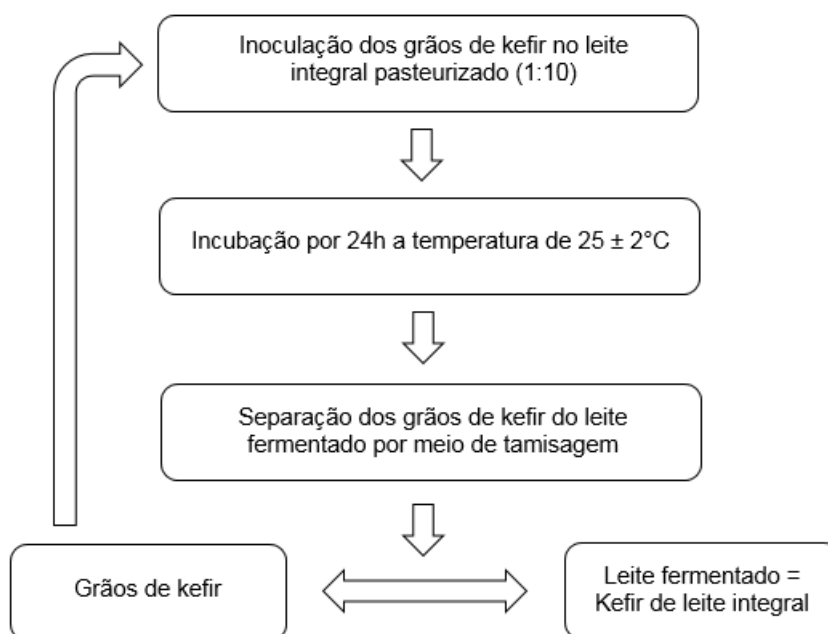 Inoculação dos grãos de kefir no leite
integral pasteurizado (1:10)
Incubação por 24h a temperatura de 25 ± 2°C
Separação dos grãos de kefir do leite
fermentado por meio de tamisagem
Grãos de kefir
Leite fermentado =
Kefir de leite integral